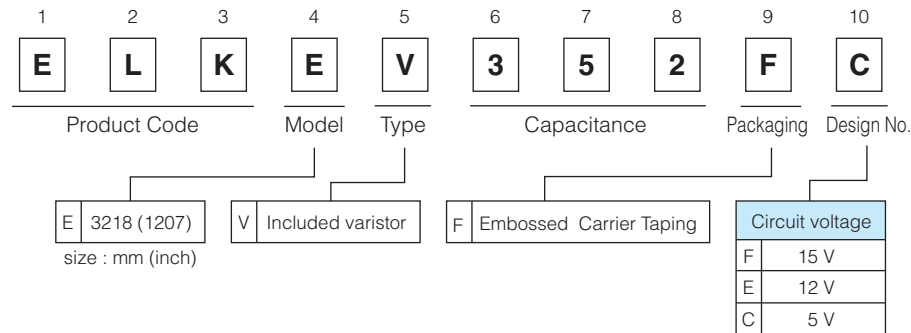 1 2 3 4 5 6 7 8 9 10
E L K E V 3 5 2 F C
Product Code Model Type Capacitance Packaging Design No.
E 3218 (1207) V Included varistor F Embossed Carrier Taping Circuit voltage
size : mm (inch)
F 15 V
E 12 V
C 5 V